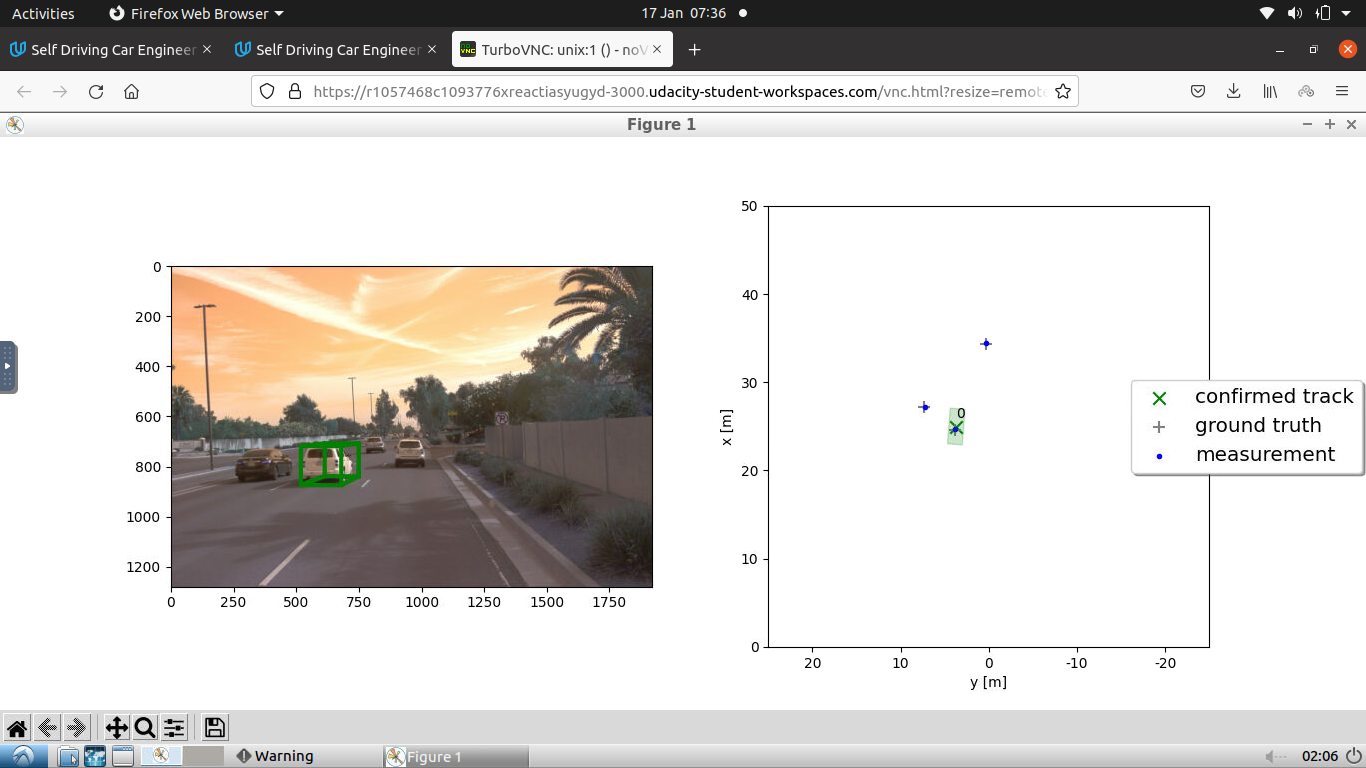 Activities Firefox Web Browser 17 Jan 07:36
Self Driving Car Engineer Self Driving Car Engineer TurboVNC: unix:1 () - noV
https://r1057468c1093776xreactiasyugyd-3000.udacity-student-workspaces.com/vnc.html?resize=remote
Figure 1
0
200
400
600
800
1000
1200
0 250 500 750 1000 1250 1500 1750
50
40
30
20
10
0
x [m]
0
20 10 0 -10 -20
y [m]
confirmed track
ground truth
measurement
Warning Figure 1 02:06